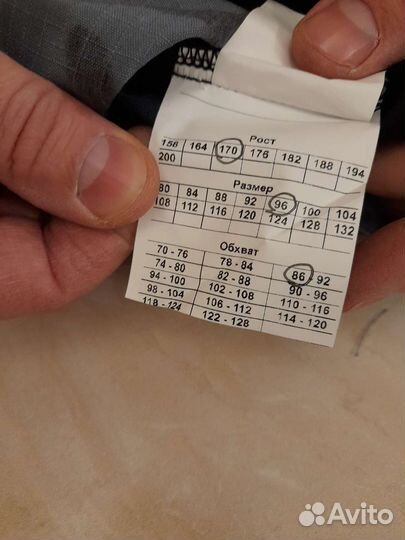 Рост
158 164 170 176 182 188 194
200
Размер
80 84 88 92 96 100 104
108 112 116 120 124 128 132
Обхват
70 - 76 78 - 84 86 - 92
74 - 80 82 - 88 90 - 96
94 - 100 102 - 108 110 - 116
98 - 104 106 - 112 114 - 120
118 - 124 122 - 128
Avito